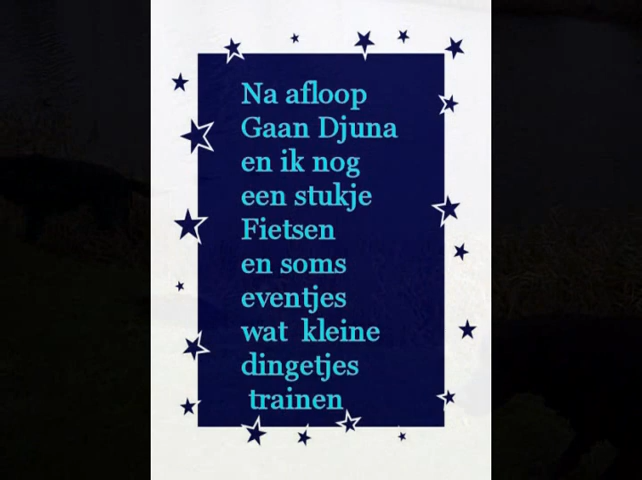 Na afloop
Gaan Djuna
en ik nog
een stukje
Fietsen
en soms
eventjes
wat kleine
dingetjes
trainen